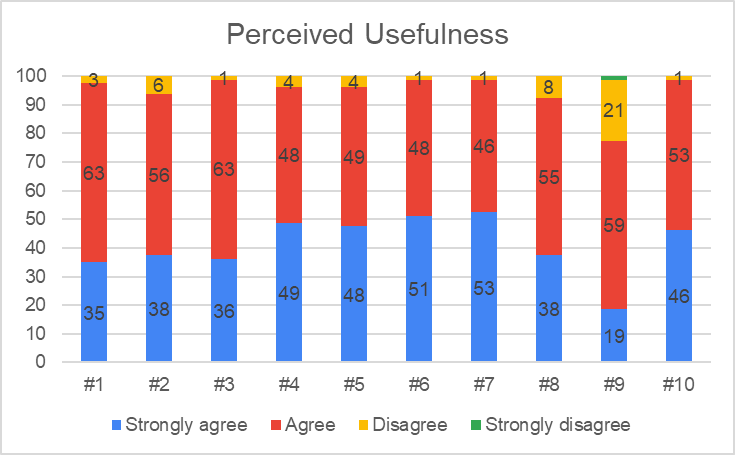 Perceived Usefulness
100
90
80
70
60
50
40
30
20
10
0
3 6 1 4 4 1 1 8 21 1
63 56 63 48 49 48 46 55 59 53
35 38 36 49 48 51 53 38 19 46
#1 #2 #3 #4 #5 #6 #7 #8 #9 #10
Strongly agree Agree Disagree Strongly disagree